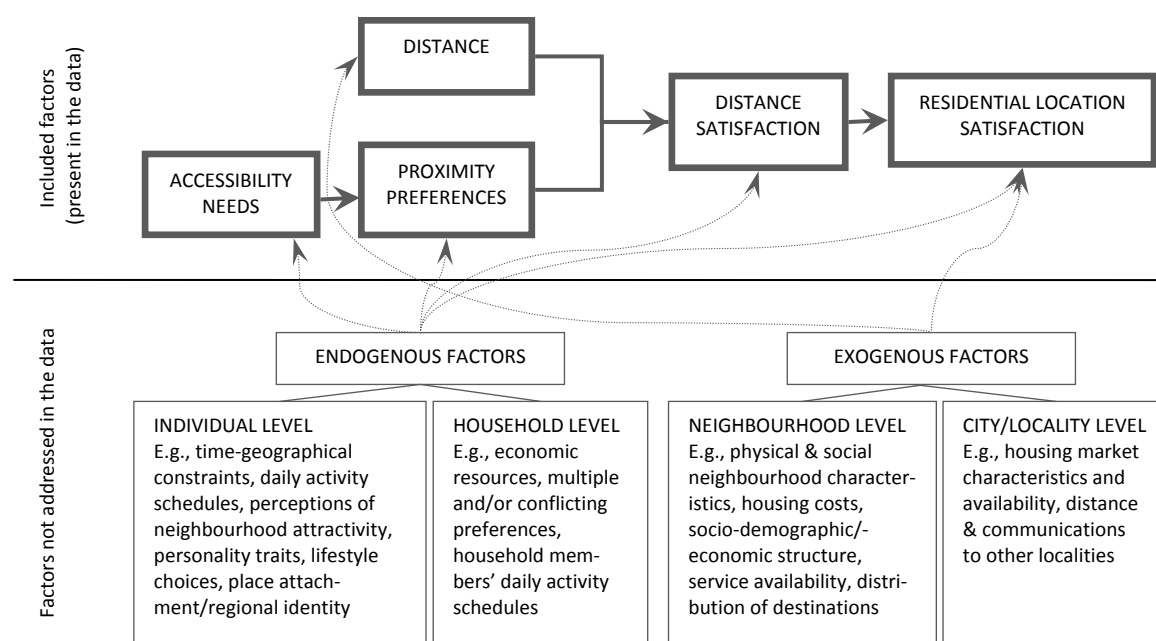 Included factors
(present in the data)
DISTANCE
ACCESSIBILITY
NEEDS
PROXIMITY
PREFERENCES
DISTANCE
SATISFACTION
RESIDENTIAL LOCATION
SATISFACTION
Factors not addressed in the data
ENDOGENOUS FACTORS
EXOGENOUS FACTORS
INDIVIDUAL LEVEL
E.g., time-geographical
constraints, daily activity
schedules, perceptions of
neighbourhood attractivity,
personality traits, lifestyle
choices, place attach-
ment/regional identity
HOUSEHOLD LEVEL
E.g., economic
resources, multiple
and/or conflicting
preferences,
household mem-
bers’ daily activity
schedules
NEIGHBOURHOOD LEVEL
E.g., physical & social
neighbourhood character-
istics, housing costs,
socio-demographic/-
economic structure,
service availability, distri-
bution of destinations
CITY/LOCALITY LEVEL
E.g., housing market
characteristics and
availability, distance
& communications
to other localities